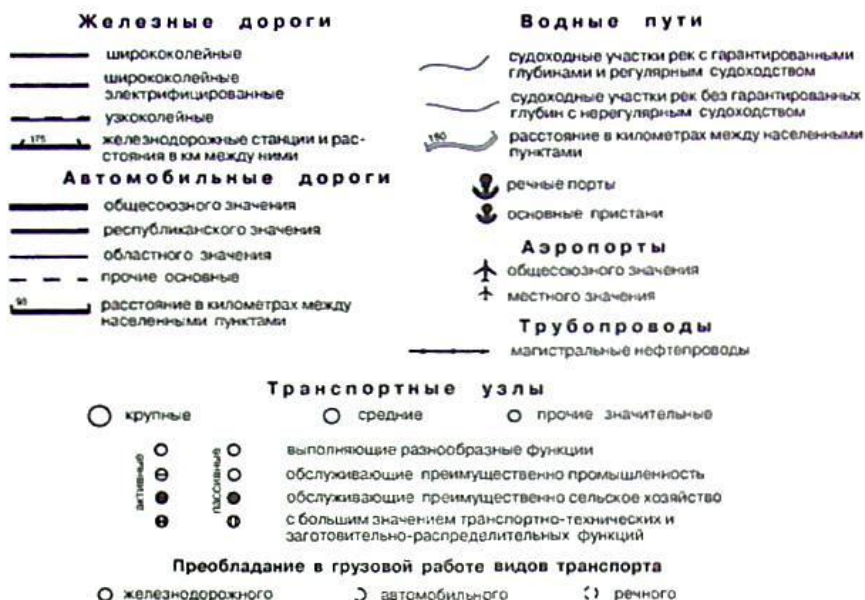 Железные дороги
ширококолейные
ширококолейные
электрифицированные
узкоколейные
175
железнодорожные станции и рас-
стояния в км между ними
Автомобильные дороги
общесоюзного значения
республиканского значения
областного значения
прочие основные
95
расстояние в километрах между
населенными пунктами
Водные пути
судоходные участки рек с гарантированными
глубинами и регулярным судоходством
судоходные участки рек без гарантированных
глубин с нерегулярным судоходством
190
расстояние в километрах между населенными
пунктами
речные порты
основные пристани
Аэропорты
общесоюзного значения
местного значения
Трубопроводы
магистральные нефтепроводы
Транспортные узлы
крупные
средние
прочие значительные
активные
пассивные
выполняющие разнообразные функции
обслуживающие преимущественно промышленность
обслуживающие преимущественно сельское хозяйство
с большим значением транспортно-технических и
заготовительно-распределительных функций
Преобладание в грузовой работе видов транспорта
железнодорожного
автомобильного
речного